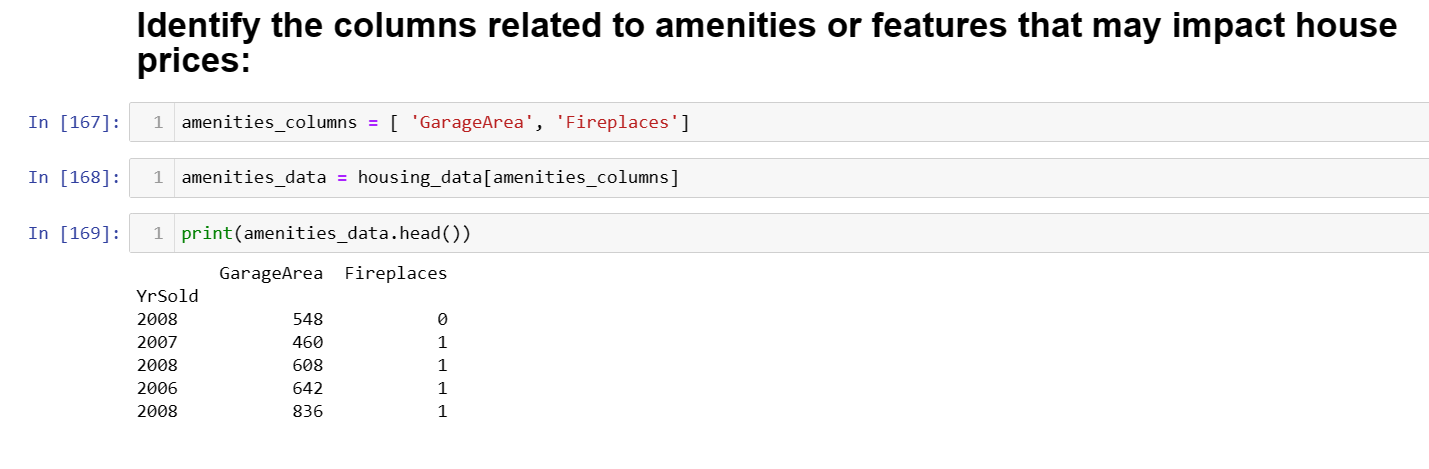 Identify the columns related to amenities or features that may impact house
prices:
In [167]: 1 amenities_columns = [ 'GarageArea', 'Fireplaces']
In [168]: 1 amenities_data = housing_data[amenities_columns]
In [169]: 1 print(amenities_data.head())
GarageArea Fireplaces
YrSold
2008 548 0
2007 460 1
2008 608 1
2006 642 1
2008 836 1